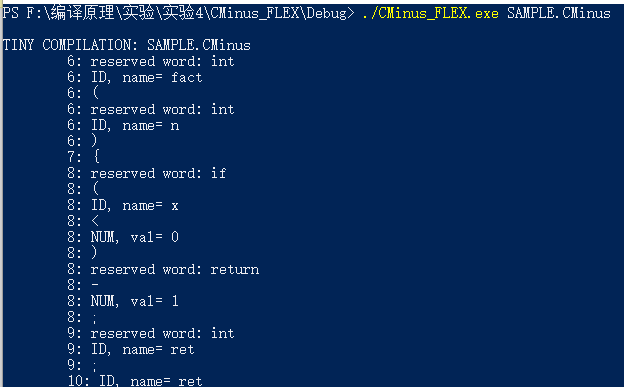 PS F:\编译原理\实验\实验4\CMinus_FLEX\Debug> ./CMinus_FLEX.exe SAMPLE.CMinus
TINY COMPILATION: SAMPLE.CMinus
6: reserved word: int
6: ID, name= fact
6: (
6: reserved word: int
6: ID, name= n
6: )
7: {
8: reserved word: if
8: (
8: ID, name= x
8: <
8: NUM, val= 0
8: )
8: reserved word: return
8: -
8: NUM, val= 1
8: ;
9: reserved word: int
9: ID, name= ret
9: ;
10: ID, name= ret